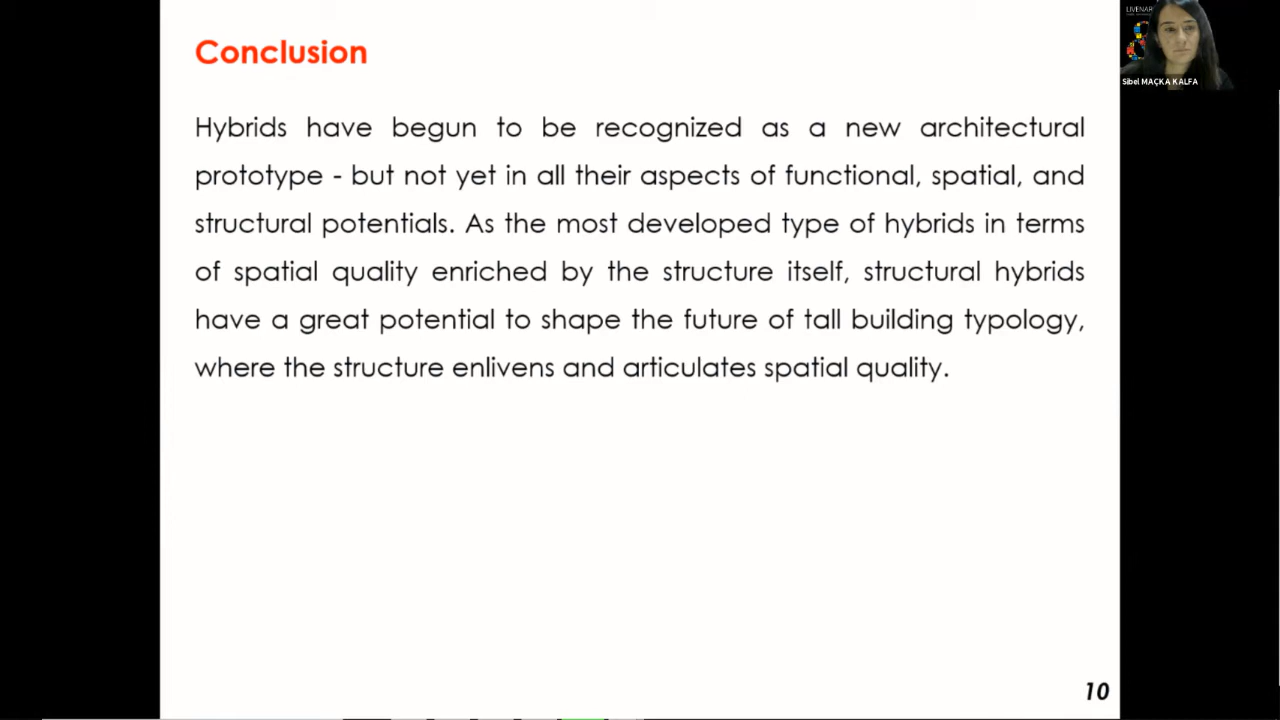 Conclusion
Hybrids have begun to be recognized as a new architectural
prototype - but not yet in all their aspects of functional, spatial, and
structural potentials. As the most developed type of hybrids in terms
of spatial quality enriched by the structure itself, structural hybrids
have a great potential to shape the future of tall building typology,
where the structure enlivens and articulates spatial quality.
10
LIVENAR
Sibel MAÇKA KALFA